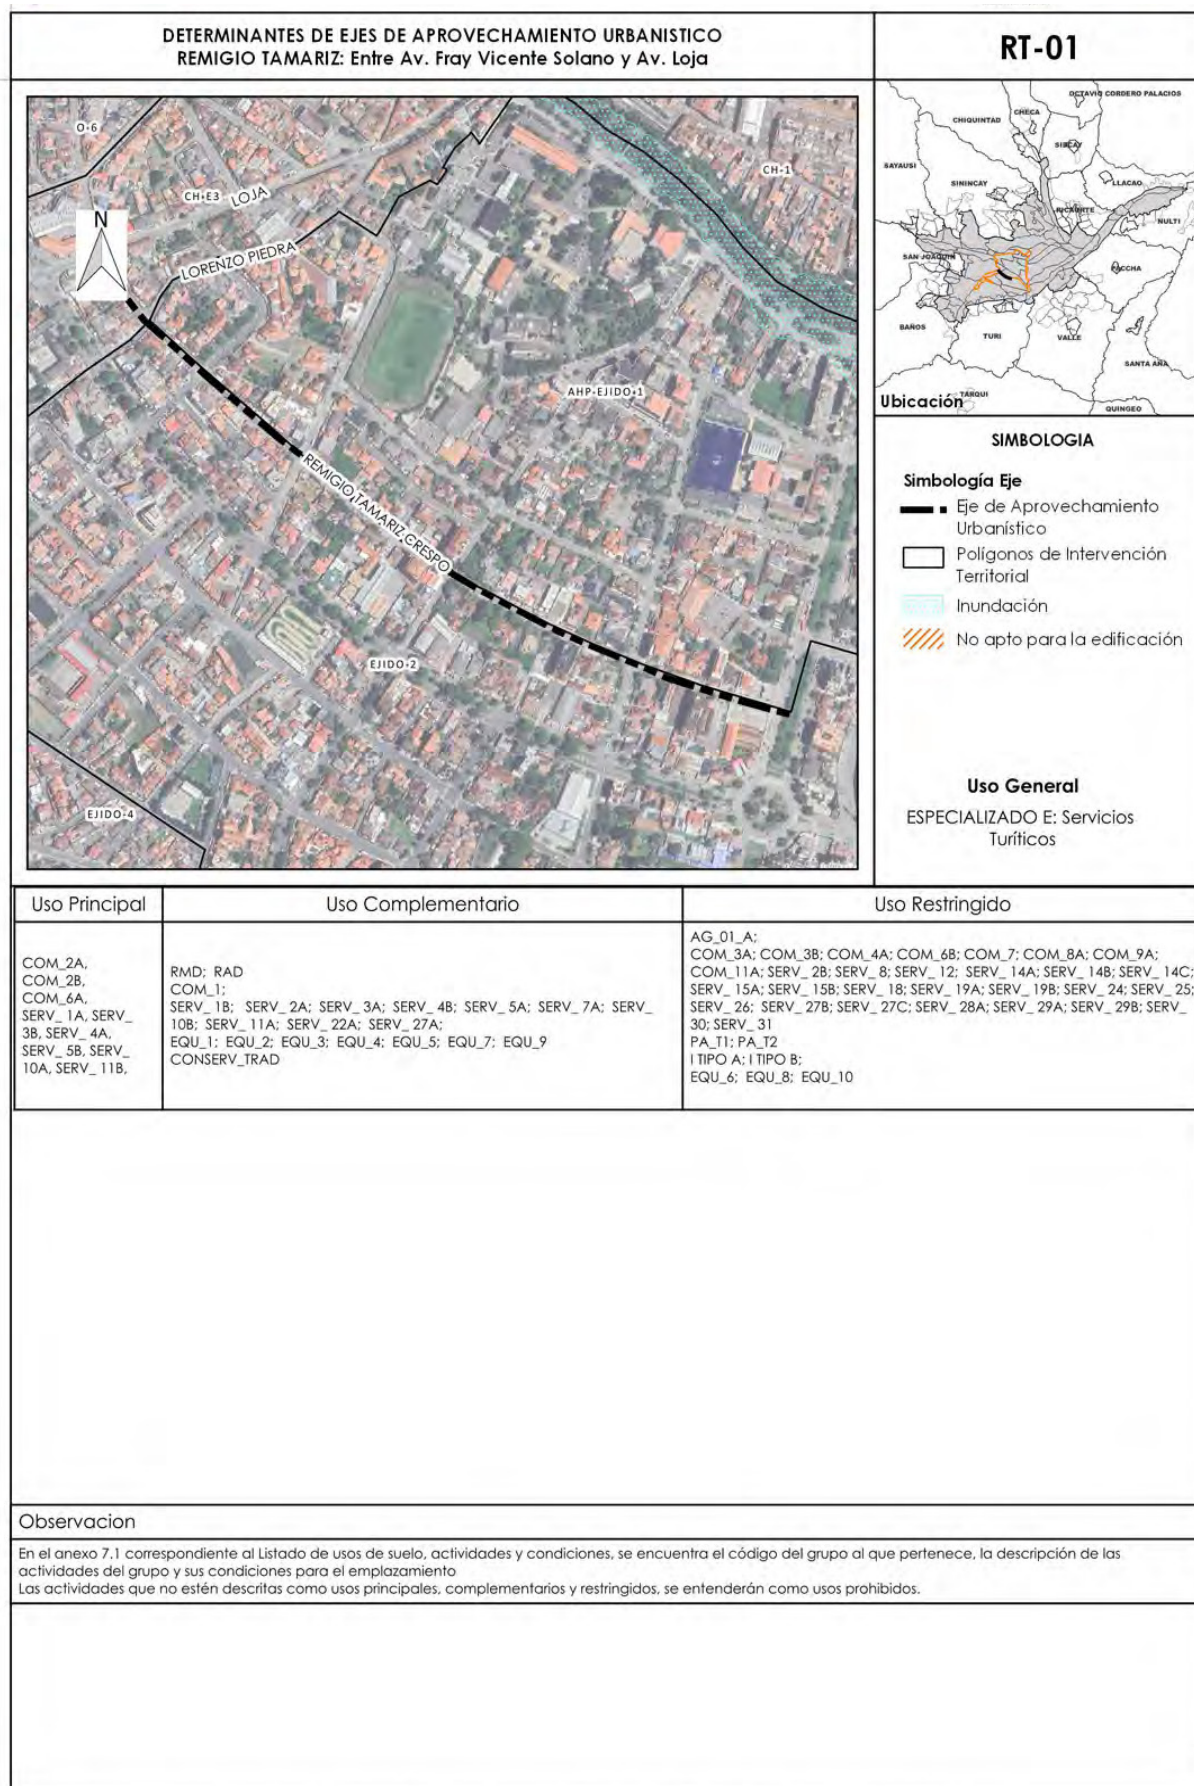 DETERMINANTES DE EJES DE APROVECHAMIENTO URBANISTICO
REMIGIO TAMARIZ: Entre Av. Fray Vicente Solano y Av. Loja
RT-01
O-6
CH-E3
LOJA
CH-1
N
LORENZO PIEDRA
AHP-EJIDO-1
REMIGIO TAMARIZ CRESPO
EJIDO-2
EJIDO-4
OCTAVIO CORDERO PALACIOS
CHECA
CHIQUINTAD
SIDCAY
SAYAUSI
SININCAY
LLACAO
RICAURTE
NULTI
SAN JOAQUIN
PACCHA
BAÑOS
TURI
VALLE
SANTA ANA
TARQUI
QUINGEO
Ubicación
SIMBOLOGIA
Simbología Eje
Eje de Aprovechamiento
Urbanístico
Polígonos de Intervención
Territorial
Inundación
No apto para la edificación
Uso General
ESPECIALIZADO E: Servicios
Turíticos
Uso Principal
COM_2A,
COM_2B,
COM_6A,
SERV_ 1A, SERV_
3B, SERV_ 4A,
SERV_ 5B, SERV_
10A, SERV_ 11B,
Uso Complementario
RMD; RAD
COM_1;
SERV_ 1B; SERV_ 2A; SERV_ 3A; SERV_ 4B; SERV_ 5A; SERV_ 7A; SERV_
10B; SERV_ 11A; SERV_ 22A; SERV_ 27A;
EQU_1; EQU_2; EQU_3; EQU_4; EQU_5; EQU_7; EQU_9
CONSERV_TRAD
Uso Restringido
AG_01_A;
COM_3A; COM_3B; COM_4A; COM_6B; COM_7; COM_8A; COM_9A;
COM_11A; SERV_ 2B; SERV_ 8; SERV_ 12; SERV_ 14A; SERV_ 14B; SERV_ 14C;
SERV_ 15A; SERV_ 15B; SERV_ 18; SERV_ 19A; SERV_ 19B; SERV_ 24; SERV_ 25;
SERV_ 26; SERV_ 27B; SERV_ 27C; SERV_ 28A; SERV_ 29A; SERV_ 29B; SERV_
30; SERV_ 31
PA_T1; PA_T2
I TIPO A; I TIPO B;
EQU_6; EQU_8; EQU_10
Observacion
En el anexo 7.1 correspondiente al Listado de usos de suelo, actividades y condiciones, se encuentra el código del grupo al que pertenece, la descripción de las
actividades del grupo y sus condiciones para el emplazamiento
Las actividades que no estén descritas como usos principales, complementarios y restringidos, se entenderán como usos prohibidos.